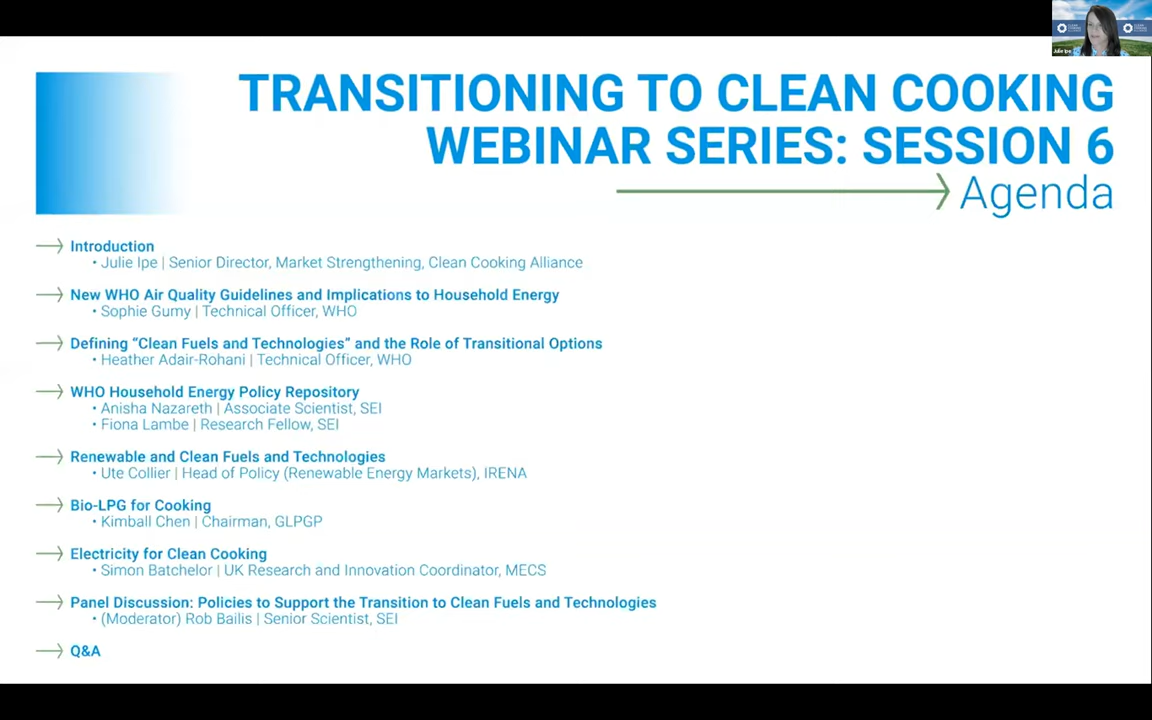 TRANSITIONING TO CLEAN COOKING
WEBINAR SERIES: SESSION 6
Agenda
Introduction
• Julie Ipe | Senior Director, Market Strengthening, Clean Cooking Alliance
New WHO Air Quality Guidelines and Implications to Household Energy
• Sophie Gumy | Technical Officer, WHO
Defining “Clean Fuels and Technologies” and the Role of Transitional Options
• Heather Adair-Rohani | Technical Officer, WHO
WHO Household Energy Policy Repository
• Anisha Nazareth | Associate Scientist, SEI
• Fiona Lambe | Research Fellow, SEI
Renewable and Clean Fuels and Technologies
• Ute Collier | Head of Policy (Renewable Energy Markets), IRENA
Bio-LPG for Cooking
• Kimball Chen | Chairman, GLPGP
Electricity for Clean Cooking
• Simon Batchelor | UK Research and Innovation Coordinator, MECS
Panel Discussion: Policies to Support the Transition to Clean Fuels and Technologies
• (Moderator) Rob Bailis | Senior Scientist, SEI
Q&A
Julie Ipe